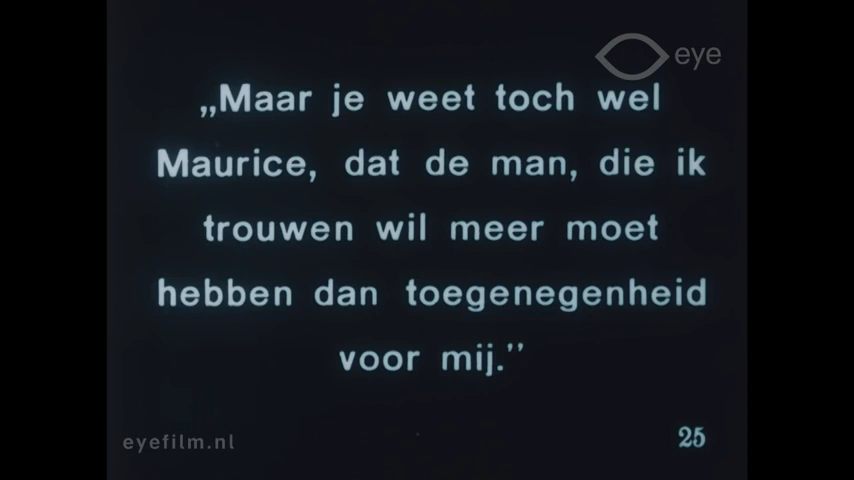 eye
„Maar je weet toch wel
Maurice, dat de man, die ik
trouwen wil meer moet
hebben dan toegenegenheid
voor mij.”
25
eyefilm.nl